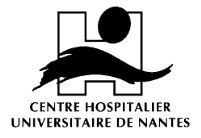 CENTRE HOSPITALIER
UNIVERSITAIRE DE NANTES